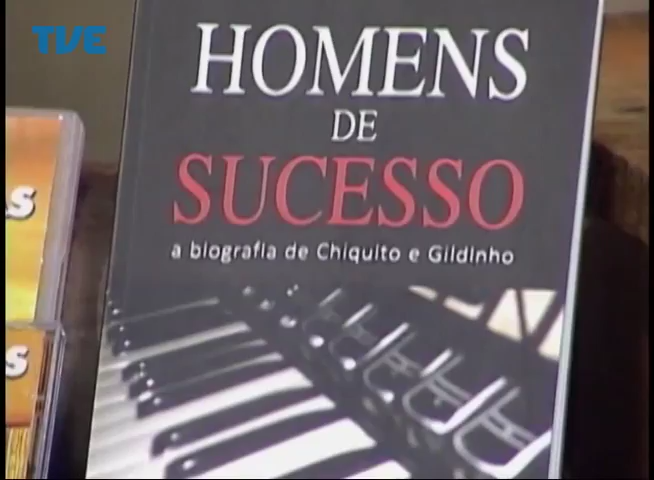 TVE
HOMENS
DE
SUCESSO
a biografia de Chiquito e Gildinho
s
s